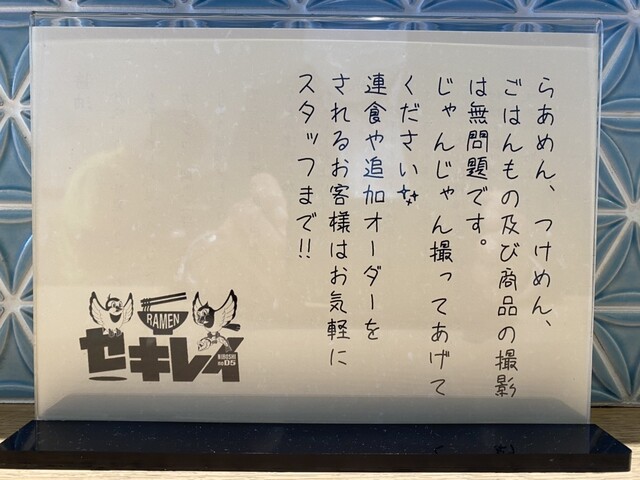 らあめん、つけめん、
ごはんもの及び商品の撮影
は無問題です。
じゃんじゃん撮ってあげて
ください
連食や追加オーダーを
されるお客様はお気軽に
スタッフまで!!
RAMEN
セキレイ
NIBOSHI